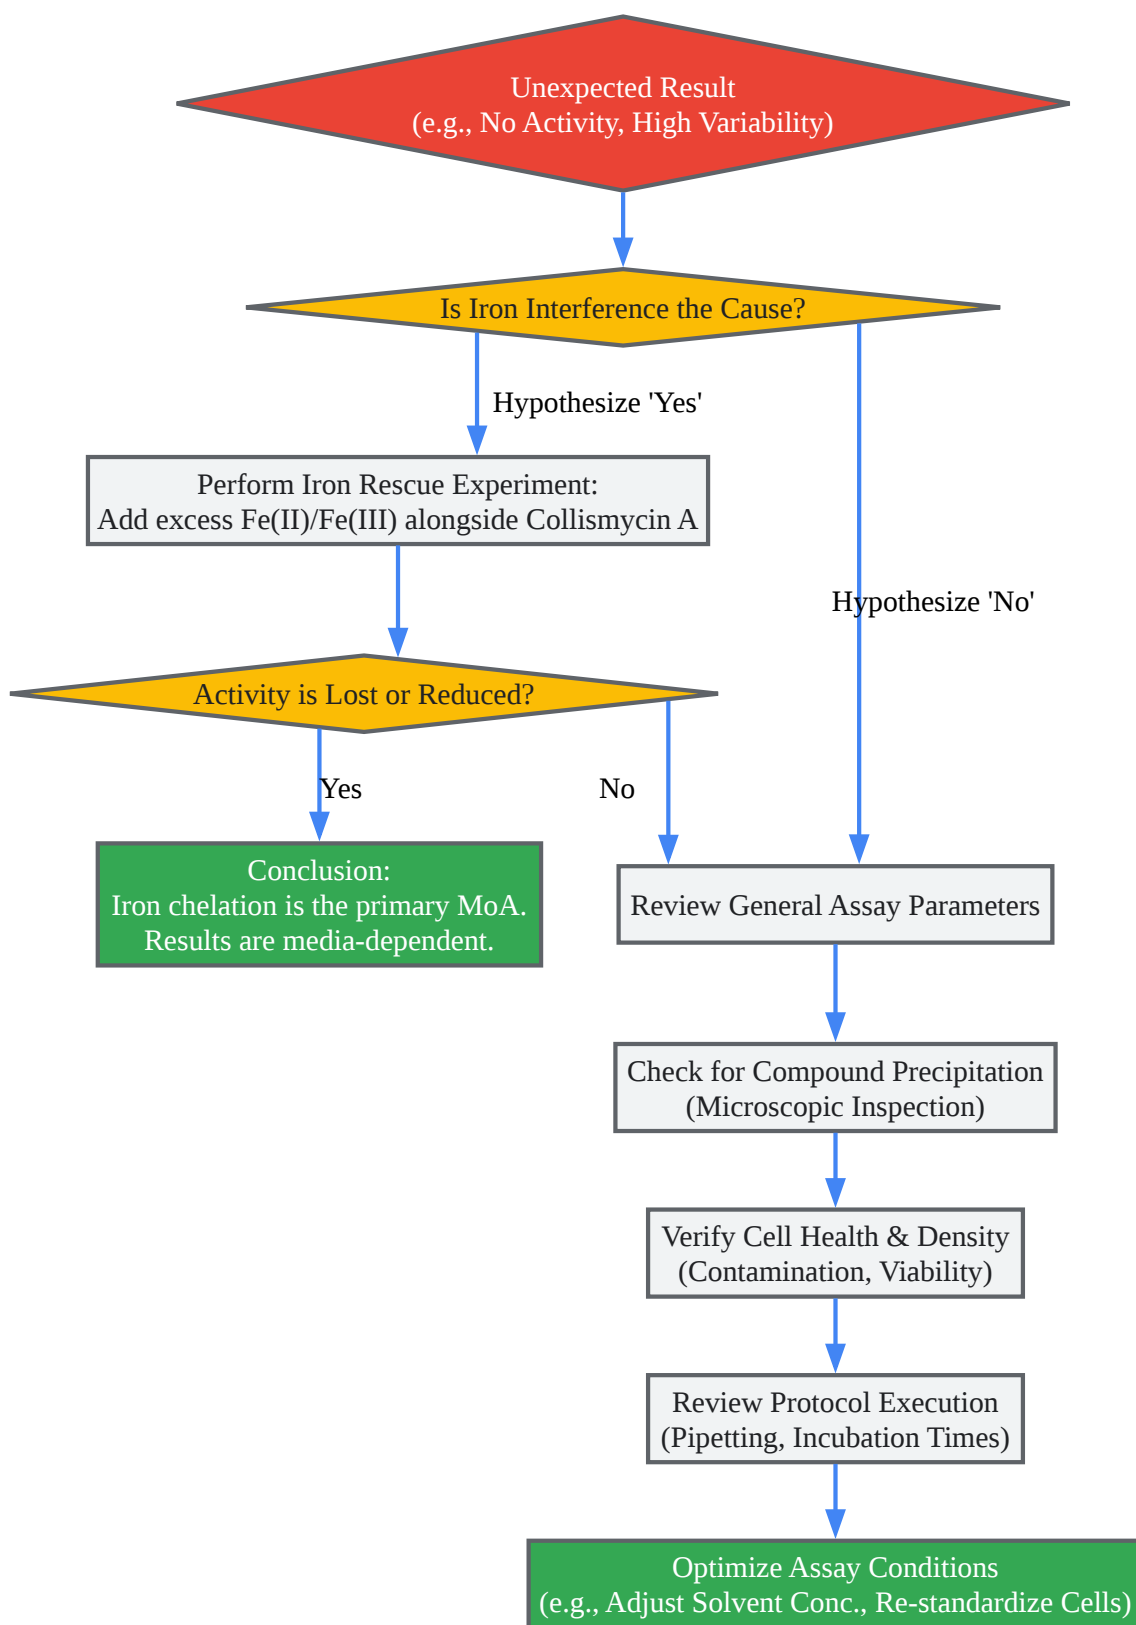 Unexpected Result
(e.g., No Activity, High Variability)
Is Iron Interference the Cause?
Hypothesize 'Yes'
Perform Iron Rescue Experiment:
Add excess Fe(II)/Fe(III) alongside Collismycin A
Hypothesize 'No'
Activity is Lost or Reduced?
Yes
No
Conclusion:
Iron chelation is the primary MoA.
Results are media-dependent.
Review General Assay Parameters
Check for Compound Precipitation
(Microscopic Inspection)
Verify Cell Health & Density
(Contamination, Viability)
Review Protocol Execution
(Pipetting, Incubation Times)
Optimize Assay Conditions
(e.g., Adjust Solvent Conc., Re-standardize Cells)